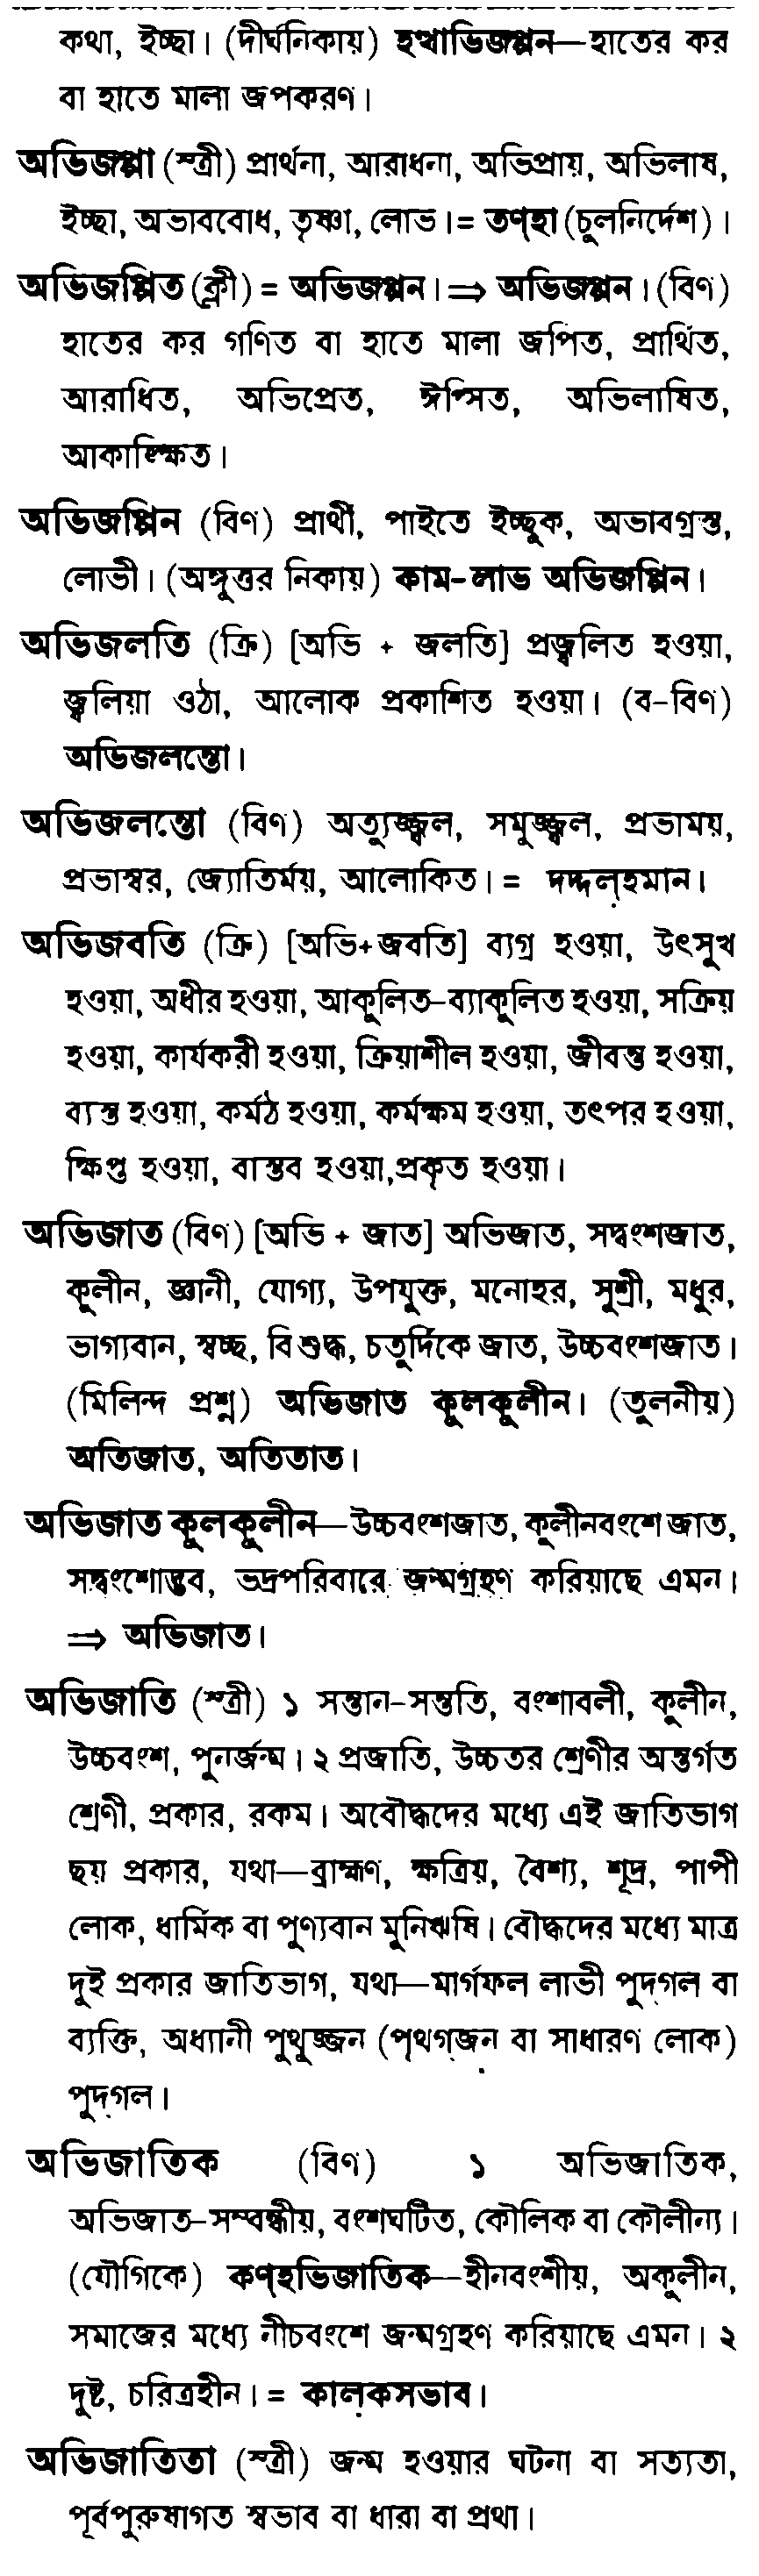 কথা, ইচ্ছা। (দীর্ঘনিকায়) হত্থাভিজপ্পন—হাতের কর
বা হাতে মালা জপকরণ।
অভিজপ্পা (স্ত্রী) প্রার্থনা, আরাধনা, অভিপ্রায়, অভিলাষ,
ইচ্ছা, অভাববোধ, তৃষ্ণা, লোভ।= তণ্হা (চুলনির্দেশ)।
অভিজপ্পিত (ক্লী) = অভিজপ্পন।⇒ অভিজপ্পন। (বিণ)
হাতের কর গণিত বা হাতে মালা জপিত, প্রার্থিত,
আরাধিত, অভিপ্রেত, ঈপ্সিত, অভিলাষিত,
আকাঙ্ক্ষিত।
অভিজপ্পিন (বিণ) প্রার্থী, পাইতে ইচ্ছুক, অভাবগ্রস্ত,
লোভী। (অঙ্গুত্তর নিকায়) কাম-লাভ অভিজপ্পিন।
অভিজলতি (ক্রি) [অভি + জলতি] প্রজ্বলিত হওয়া,
জ্বলিয়া ওঠা, আলোক প্রকাশিত হওয়া। (ব-বিণ)
অভিজলন্তো।
অভিজলন্তো (বিণ) অত্যুজ্জ্বল, সমুজ্জ্বল, প্রভাময়,
প্রভাস্বর, জ্যোতির্ময়, আলোকিত। = দদ্দল্হমান।
অভিজবতি (ক্রি) [অভি+জবতি] ব্যগ্র হওয়া, উৎসুখ
হওয়া, অধীর হওয়া, আকুলিত-ব্যাকুলিত হওয়া, সক্রিয়
হওয়া, কার্যকরী হওয়া, ক্রিয়াশীল হওয়া, জীবন্ত হওয়া,
ব্যস্ত হওয়া, কর্মঠ হওয়া, কর্মক্ষম হওয়া, তৎপর হওয়া,
ক্ষিপ্ত হওয়া, বাস্তব হওয়া,প্রকৃত হওয়া।
অভিজাত (বিণ) [অভি + জাত] অভিজাত, সদ্বংশজাত,
কূলীন, জ্ঞানী, যোগ্য, উপযুক্ত, মনোহর, সুশ্রী, মধুর,
ভাগ্যবান, স্বচ্ছ, বিশুদ্ধ, চতুর্দিকে জাত, উচ্চবংশজাত।
(মিলিন্দ প্রশ্ন) অভিজাত কূলকূলীন। (তুলনীয়)
অতিজাত, অতিতাত।
অভিজাত কূলকূলীন—উচ্চবংশজাত, কূলীনবংশে জাত,
সদ্বংশোদ্ভব, ভদ্রপরিবারে জন্মগ্রহণ করিয়াছে এমন।
⇒ অভিজাত।
অভিজাতি (স্ত্রী) ১ সন্তান-সন্ততি, বংশাবলী, কূলীন,
উচ্চবংশ, পুনর্জন্ম। ২ প্রজাতি, উচ্চতর শ্রেণীর অন্তর্গত
শ্রেণী, প্রকার, রকম। অবৌদ্ধদের মধ্যে এই জাতিভাগ
ছয় প্রকার, যথা—ব্রাহ্মণ, ক্ষত্রিয়, বৈশ্য, শূদ্র, পাপী
লোক, ধার্মিক বা পুণ্যবান মুনিঋষি। বৌদ্ধদের মধ্যে মাত্র
দুই প্রকার জাতিভাগ, যথা—মার্গফল লাভী পুদ্গল বা
ব্যক্তি, অধ্যানী পুথুজ্জন (পৃথগ্জন বা সাধারণ লোক)
পুদ্গল।
অভিজাতিক (বিণ) ১ অভিজাতিক,
অভিজাত-সম্বন্ধীয়, বংশঘটিত, কৌলিক বা কৌলীন্য।
(যৌগিকে) কণ্হভিজাতিক—হীনবংশীয়, অকূলীন,
সমাজের মধ্যে নীচবংশে জন্মগ্রহণ করিয়াছে এমন। ২
দুষ্ট, চরিত্রহীন। = কালকসভাব।
অভিজাতিতা (স্ত্রী) জন্ম হওয়ার ঘটনা বা সত্যতা,
পূর্বপুরুষাগত স্বভাব বা ধারা বা প্রথা।